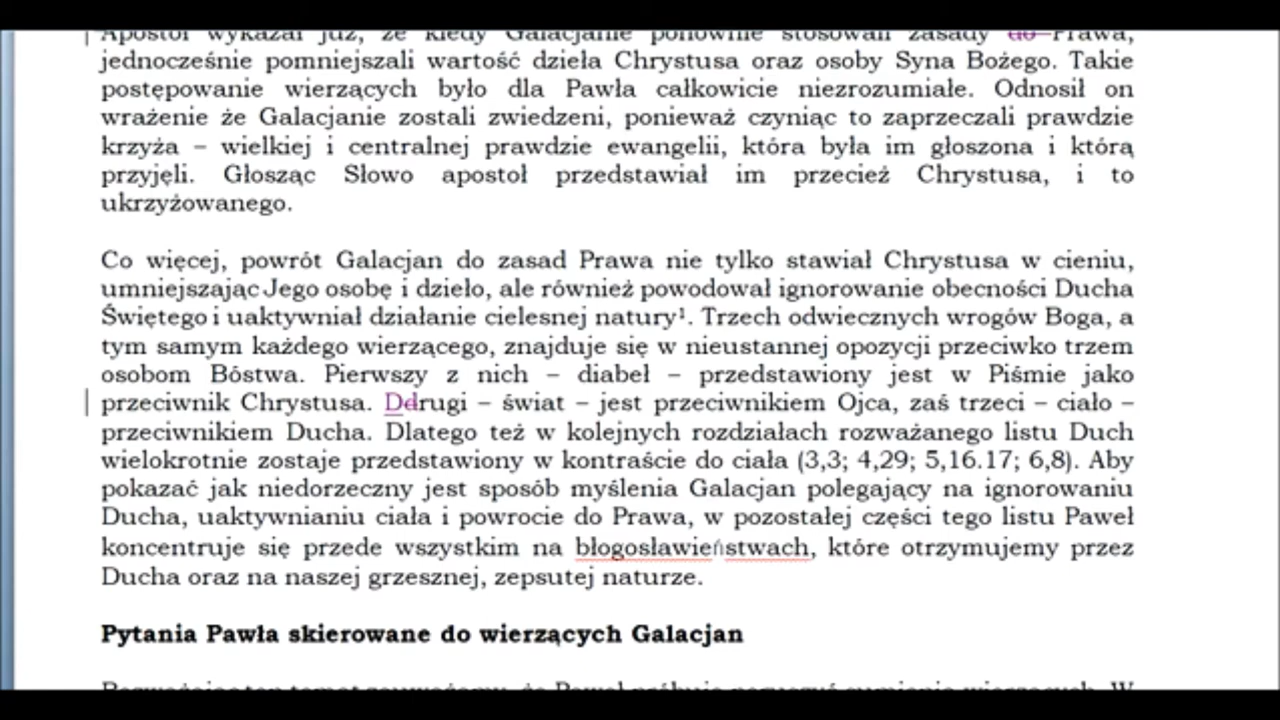 Apostoł wykazał już, że kiedy Galacjanie ponownie stosowali zasady do Prawa,
jednocześnie pomniejszali wartość dzieła Chrystusa oraz osoby Syna Bożego. Takie
postępowanie wierzących było dla Pawła całkowicie niezrozumiałe. Odnosił on
wrażenie że Galacjanie zostali zwiedzeni, ponieważ czyniąc to zaprzeczali prawdzie
krzyża – wielkiej i centralnej prawdzie ewangelii, która była im głoszona i którą
przyjęli. Głosząc Słowo apostoł przedstawiał im przecież Chrystusa, i to
ukrzyżowanego.
Co więcej, powrót Galacjan do zasad Prawa nie tylko stawiał Chrystusa w cieniu,
umniejszając Jego osobę i dzieło, ale również powodował ignorowanie obecności Ducha
Świętego i uaktywniał działanie cielesnej natury¹. Trzech odwiecznych wrogów Boga, a
tym samym każdego wierzącego, znajduje się w nieustannej opozycji przeciwko trzem
osobom Bóstwa. Pierwszy z nich – diabeł – przedstawiony jest w Piśmie jako
przeciwnik Chrystusa. Ddrugi – świat – jest przeciwnikiem Ojca, zaś trzeci – ciało –
przeciwnikiem Ducha. Dlatego też w kolejnych rozdziałach rozważanego listu Duch
wielokrotnie zostaje przedstawiony w kontraście do ciała (3,3; 4,29; 5,16.17; 6,8). Aby
pokazać jak niedorzeczny jest sposób myślenia Galacjan polegający na ignorowaniu
Ducha, uaktywnianiu ciała i powrocie do Prawa, w pozostałej części tego listu Paweł
koncentruje się przede wszystkim na błogosławieństwach, które otrzymujemy przez
Ducha oraz na naszej grzesznej, zepsutej naturze.
Pytania Pawła skierowane do wierzących Galacjan